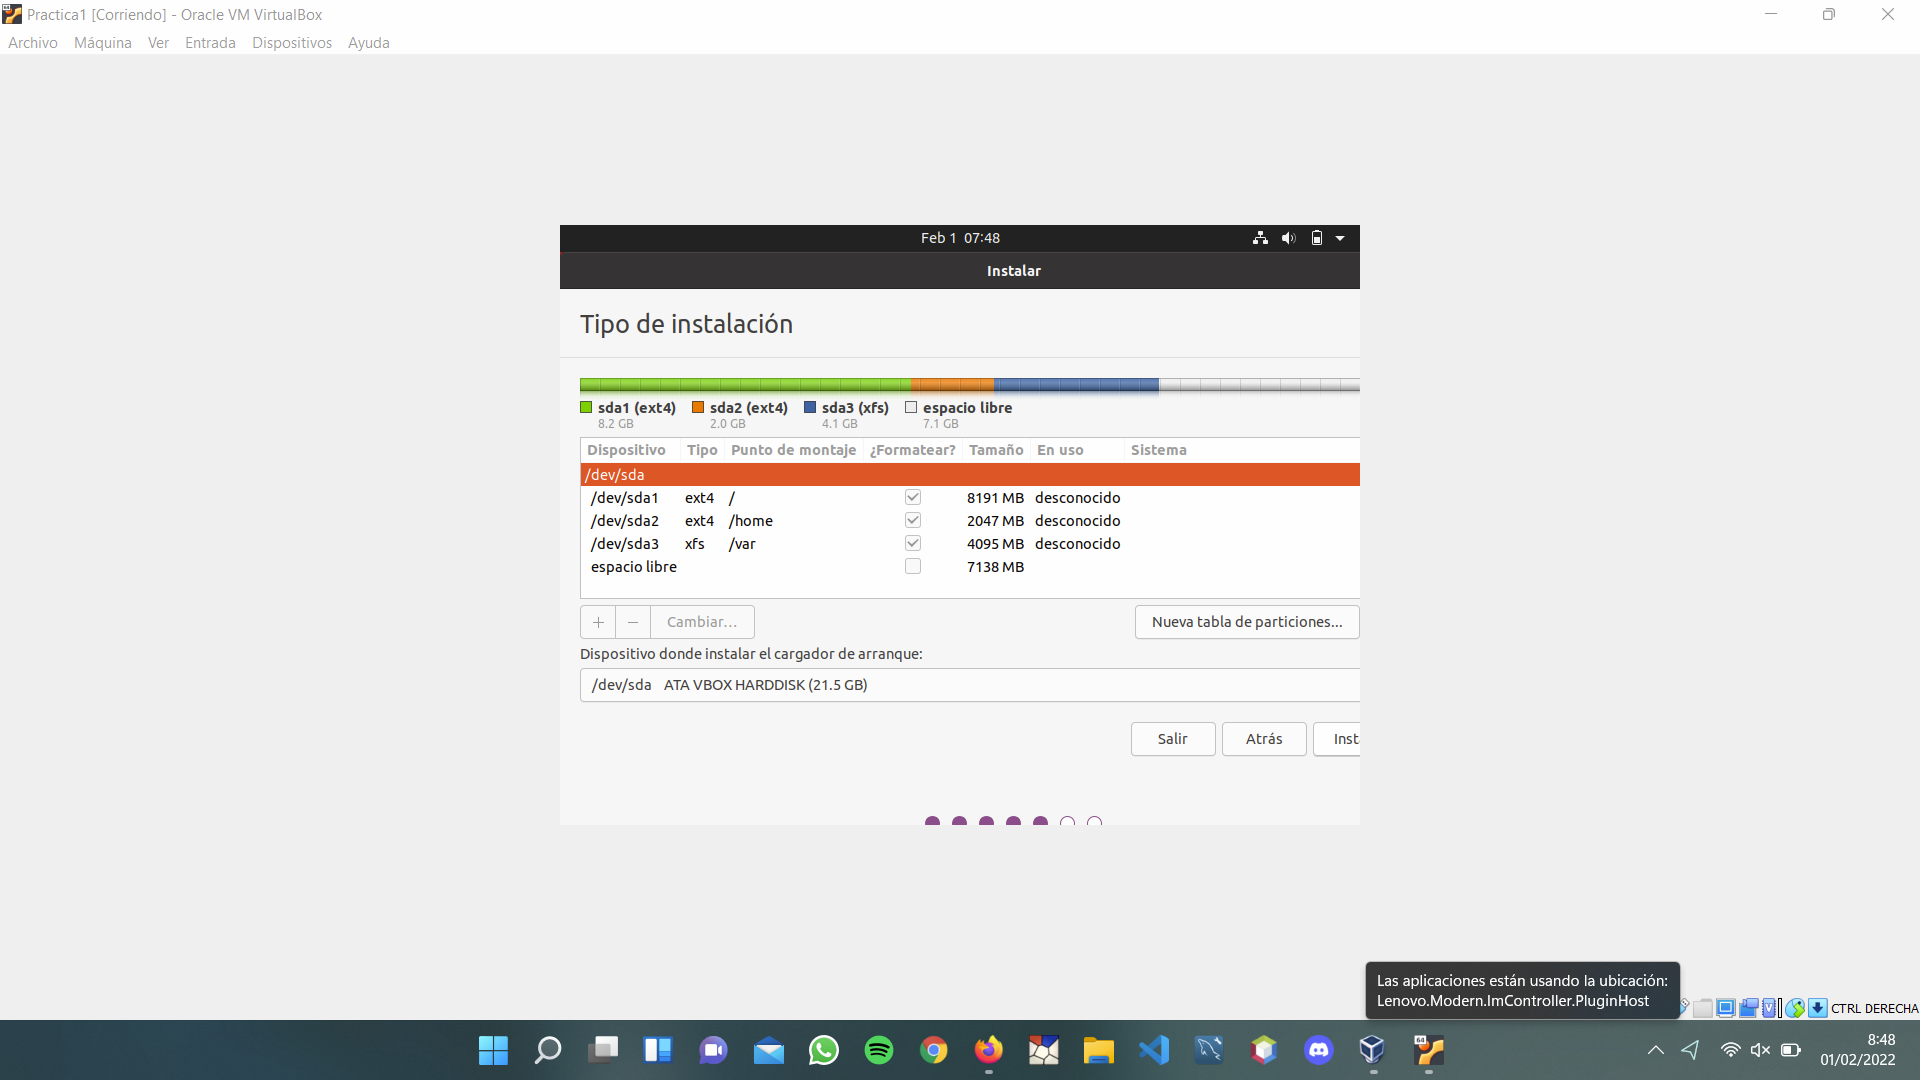 Practica1 [Corriendo] - Oracle VM VirtualBox
Archivo Máquina Ver Entrada Dispositivos Ayuda
Feb 1 07:48
Instalar
Tipo de instalación
sda1 (ext4) sda2 (ext4) sda3 (xfs) espacio libre
8.2 GB 2.0 GB 4.1 GB 7.1 GB
Dispositivo Tipo Punto de montaje ¿Formatear? Tamaño En uso Sistema
/dev/sda
/dev/sda1 ext4 / 8191 MB desconocido
/dev/sda2 ext4 /home 2047 MB desconocido
/dev/sda3 xfs /var 4095 MB desconocido
espacio libre 7138 MB
+ − Cambiar... Nueva tabla de particiones...
Dispositivo donde instalar el cargador de arranque:
/dev/sda ATA VBOX HARDDISK (21.5 GB)
Salir Atrás Inst
Las aplicaciones están usando la ubicación:
Lenovo.Modern.ImController.PluginHost
CTRL DERECHA
64
8:48
01/02/2022